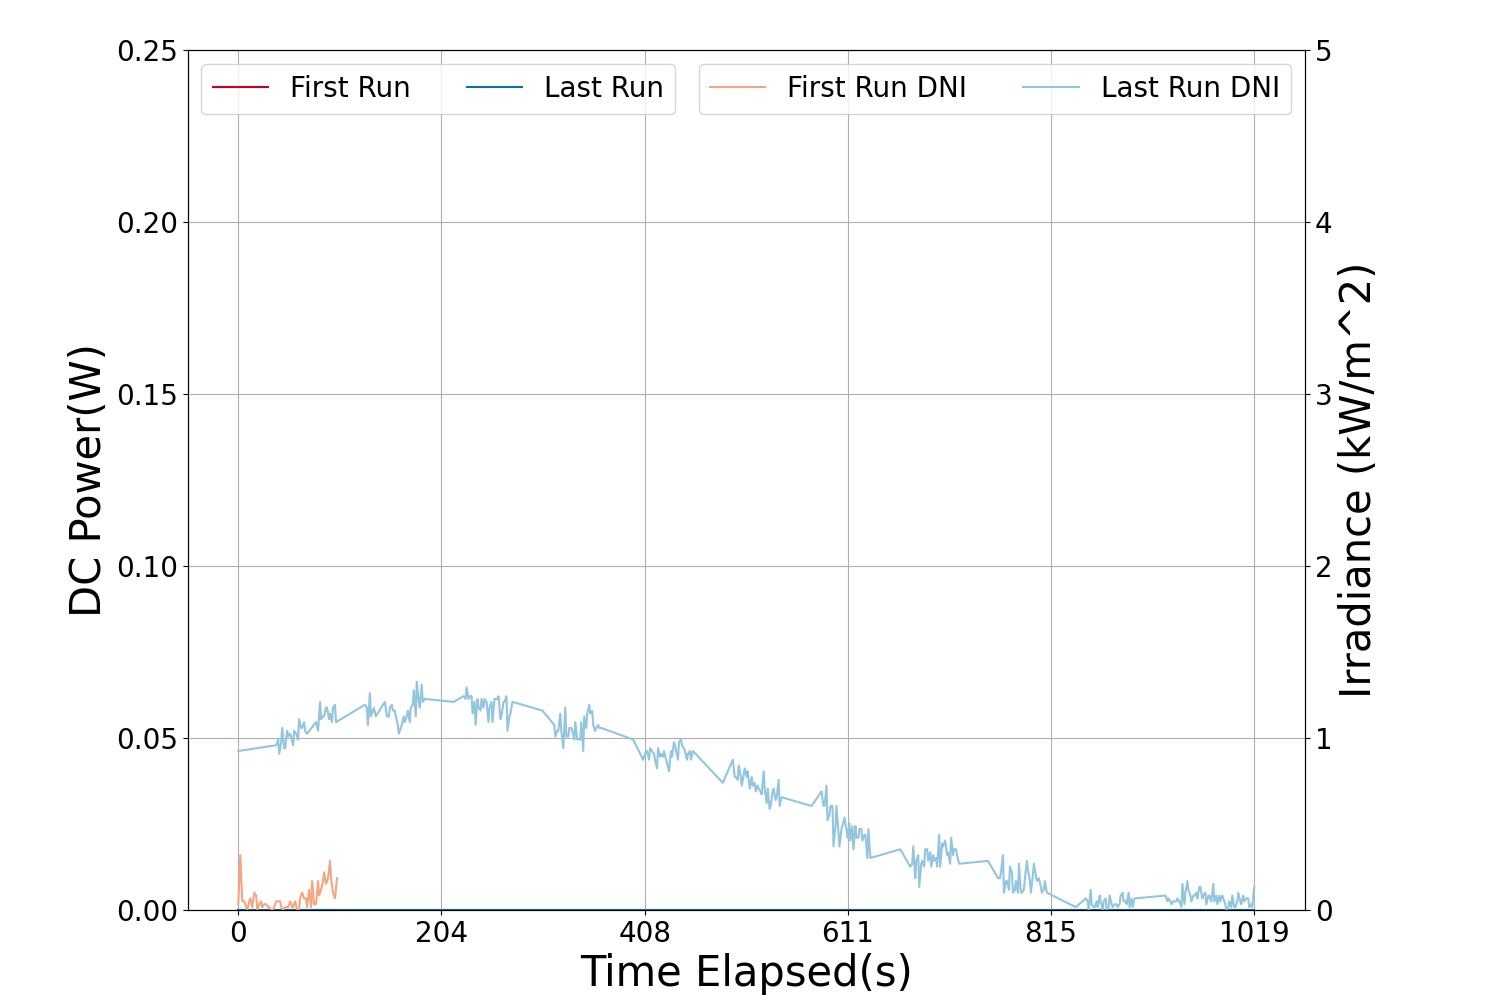 First Run
Last Run
First Run DNI
Last Run DNI
DC Power(W)
0.25
0.20
0.15
0.10
0.05
0.00
5
4
3
2
1
0
Irradiance (kW/m^2)
0 204 408 611 815 1019
Time Elapsed(s)